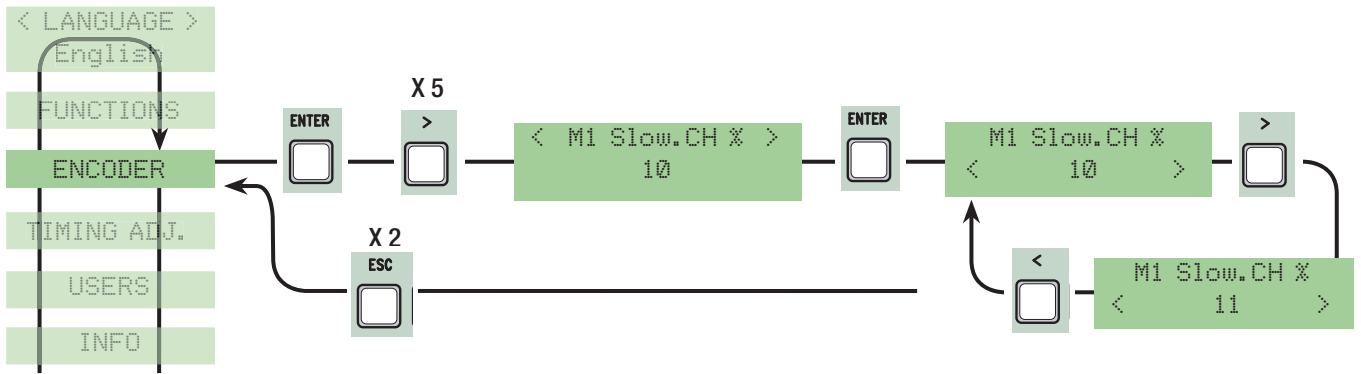 < LANGUAGE >
English
FUNCTIONS
ENCODER
TIMING ADJ.
USERS
INFO
ENTER
X 5
>
< M1 Slow.CH % >
10
ENTER
M1 Slow.CH %
< 10 >
>
X 2
ESC
<
M1 Slow.CH %
< 11 >